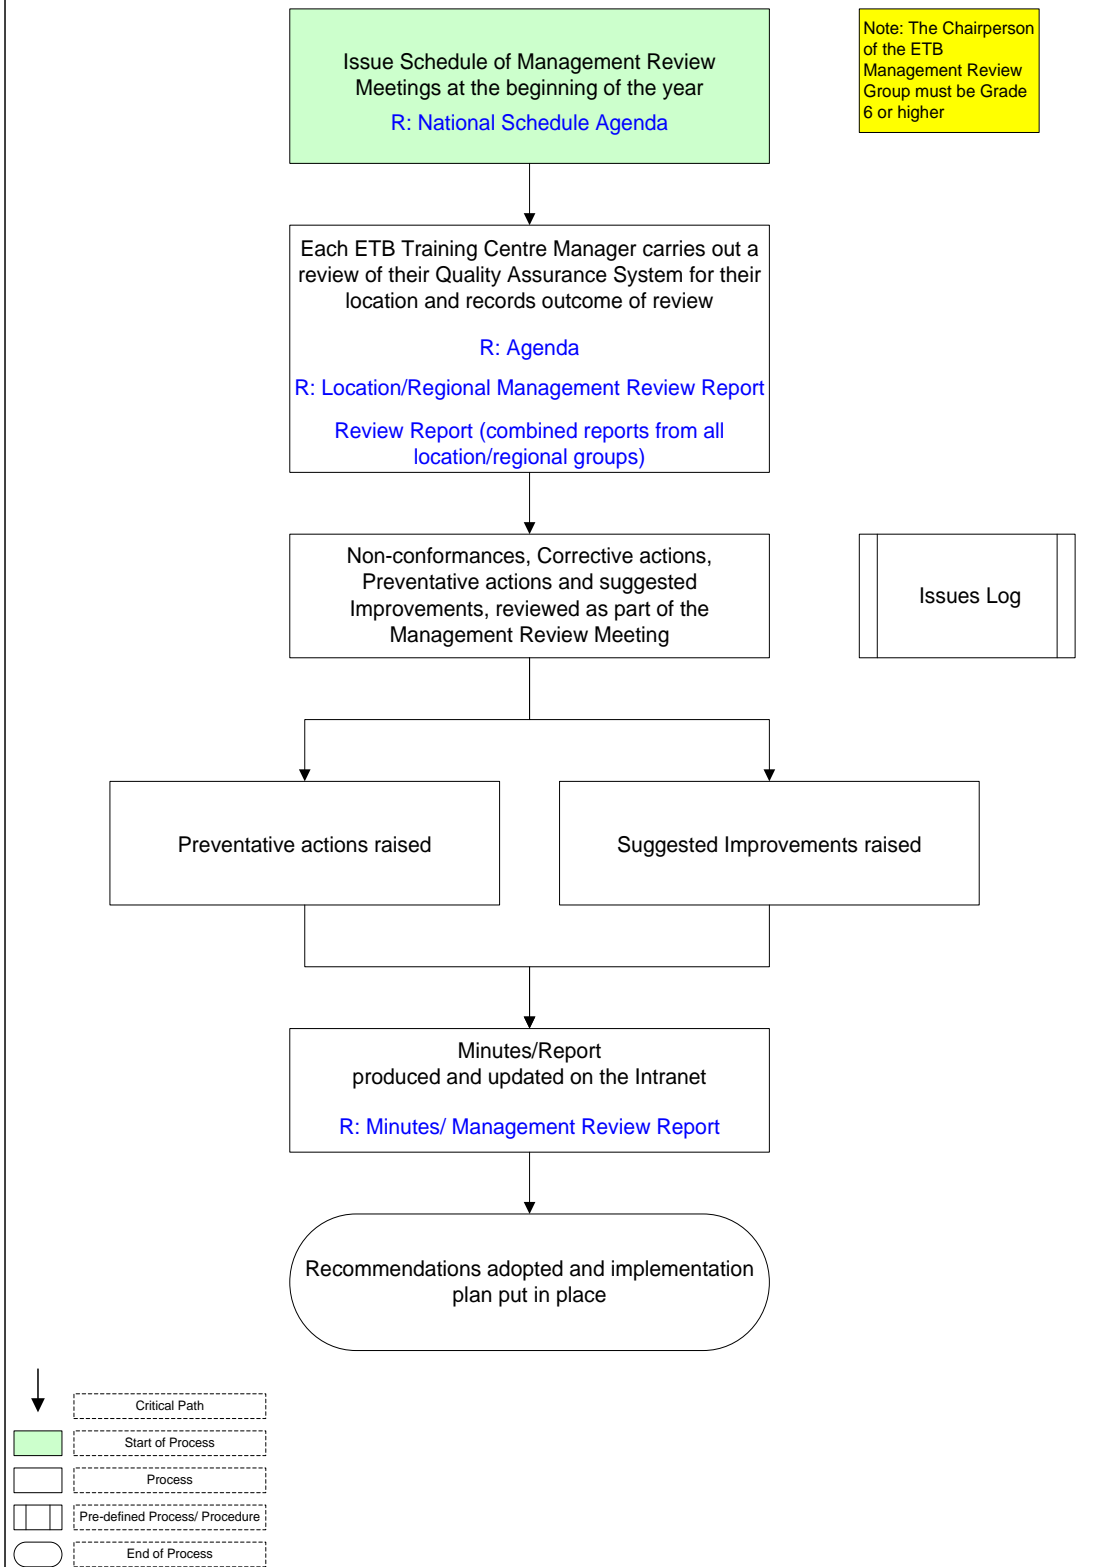 Issue Schedule of Management Review
Meetings at the beginning of the year
R: National Schedule Agenda
Note: The Chairperson
of the ETB
Management Review
Group must be Grade
6 or higher
Each ETB Training Centre Manager carries out a
review of their Quality Assurance System for their
location and records outcome of review
R: Agenda
R: Location/Regional Management Review Report
Review Report (combined reports from all
location/regional groups)
Non-conformances, Corrective actions,
Preventative actions and suggested
Improvements, reviewed as part of the
Management Review Meeting
Issues Log
Preventative actions raised
Suggested Improvements raised
Minutes/Report
produced and updated on the Intranet
R: Minutes/ Management Review Report
Recommendations adopted and implementation
plan put in place
Critical Path
Start of Process
Process
Pre-defined Process/ Procedure
End of Process